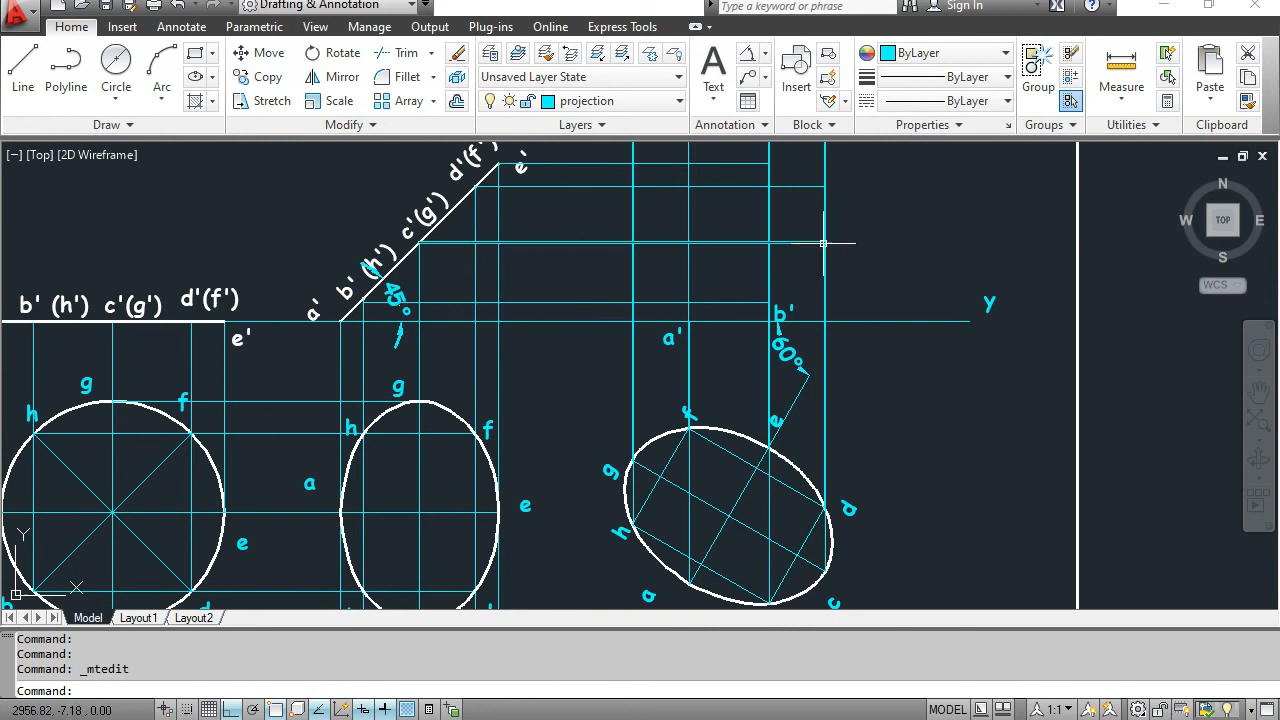 Drafting & Annotation
Type a keyword or phrase
Sign In
Home Insert Annotate Parametric View Manage Output Plug-ins Online Express Tools
Line Polyline Circle Arc
Move Rotate Trim
Copy Mirror Fillet
Stretch Scale Array
Unsaved Layer State
projection
Text Insert
ByLayer
ByLayer
ByLayer
Group Measure Paste
Draw Modify Layers Annotation Block Properties Groups Utilities Clipboard
[−] [Top] [2D Wireframe]
N
W TOP E
S
WCS
d'(f')
e'
c'(g')
b' (h')
45°
a'
b' (h') c'(g') d'(f')
e'
y
b'
a'
60°
g
h
f
e
g
h
f
a
e
f
e
g
d
h
a
c
Y
X
Model Layout1 Layout2
Command:
Command:
Command: _mtedit
Command:
2956.82, -7.18, 0.00
MODEL
1:1